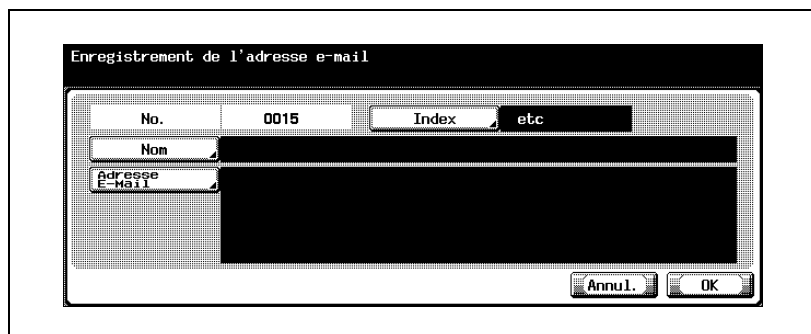 Enregistrement de l'adresse e-mail
No. 0015 Index etc
Nom
Adresse
E-Mail
Annul. OK